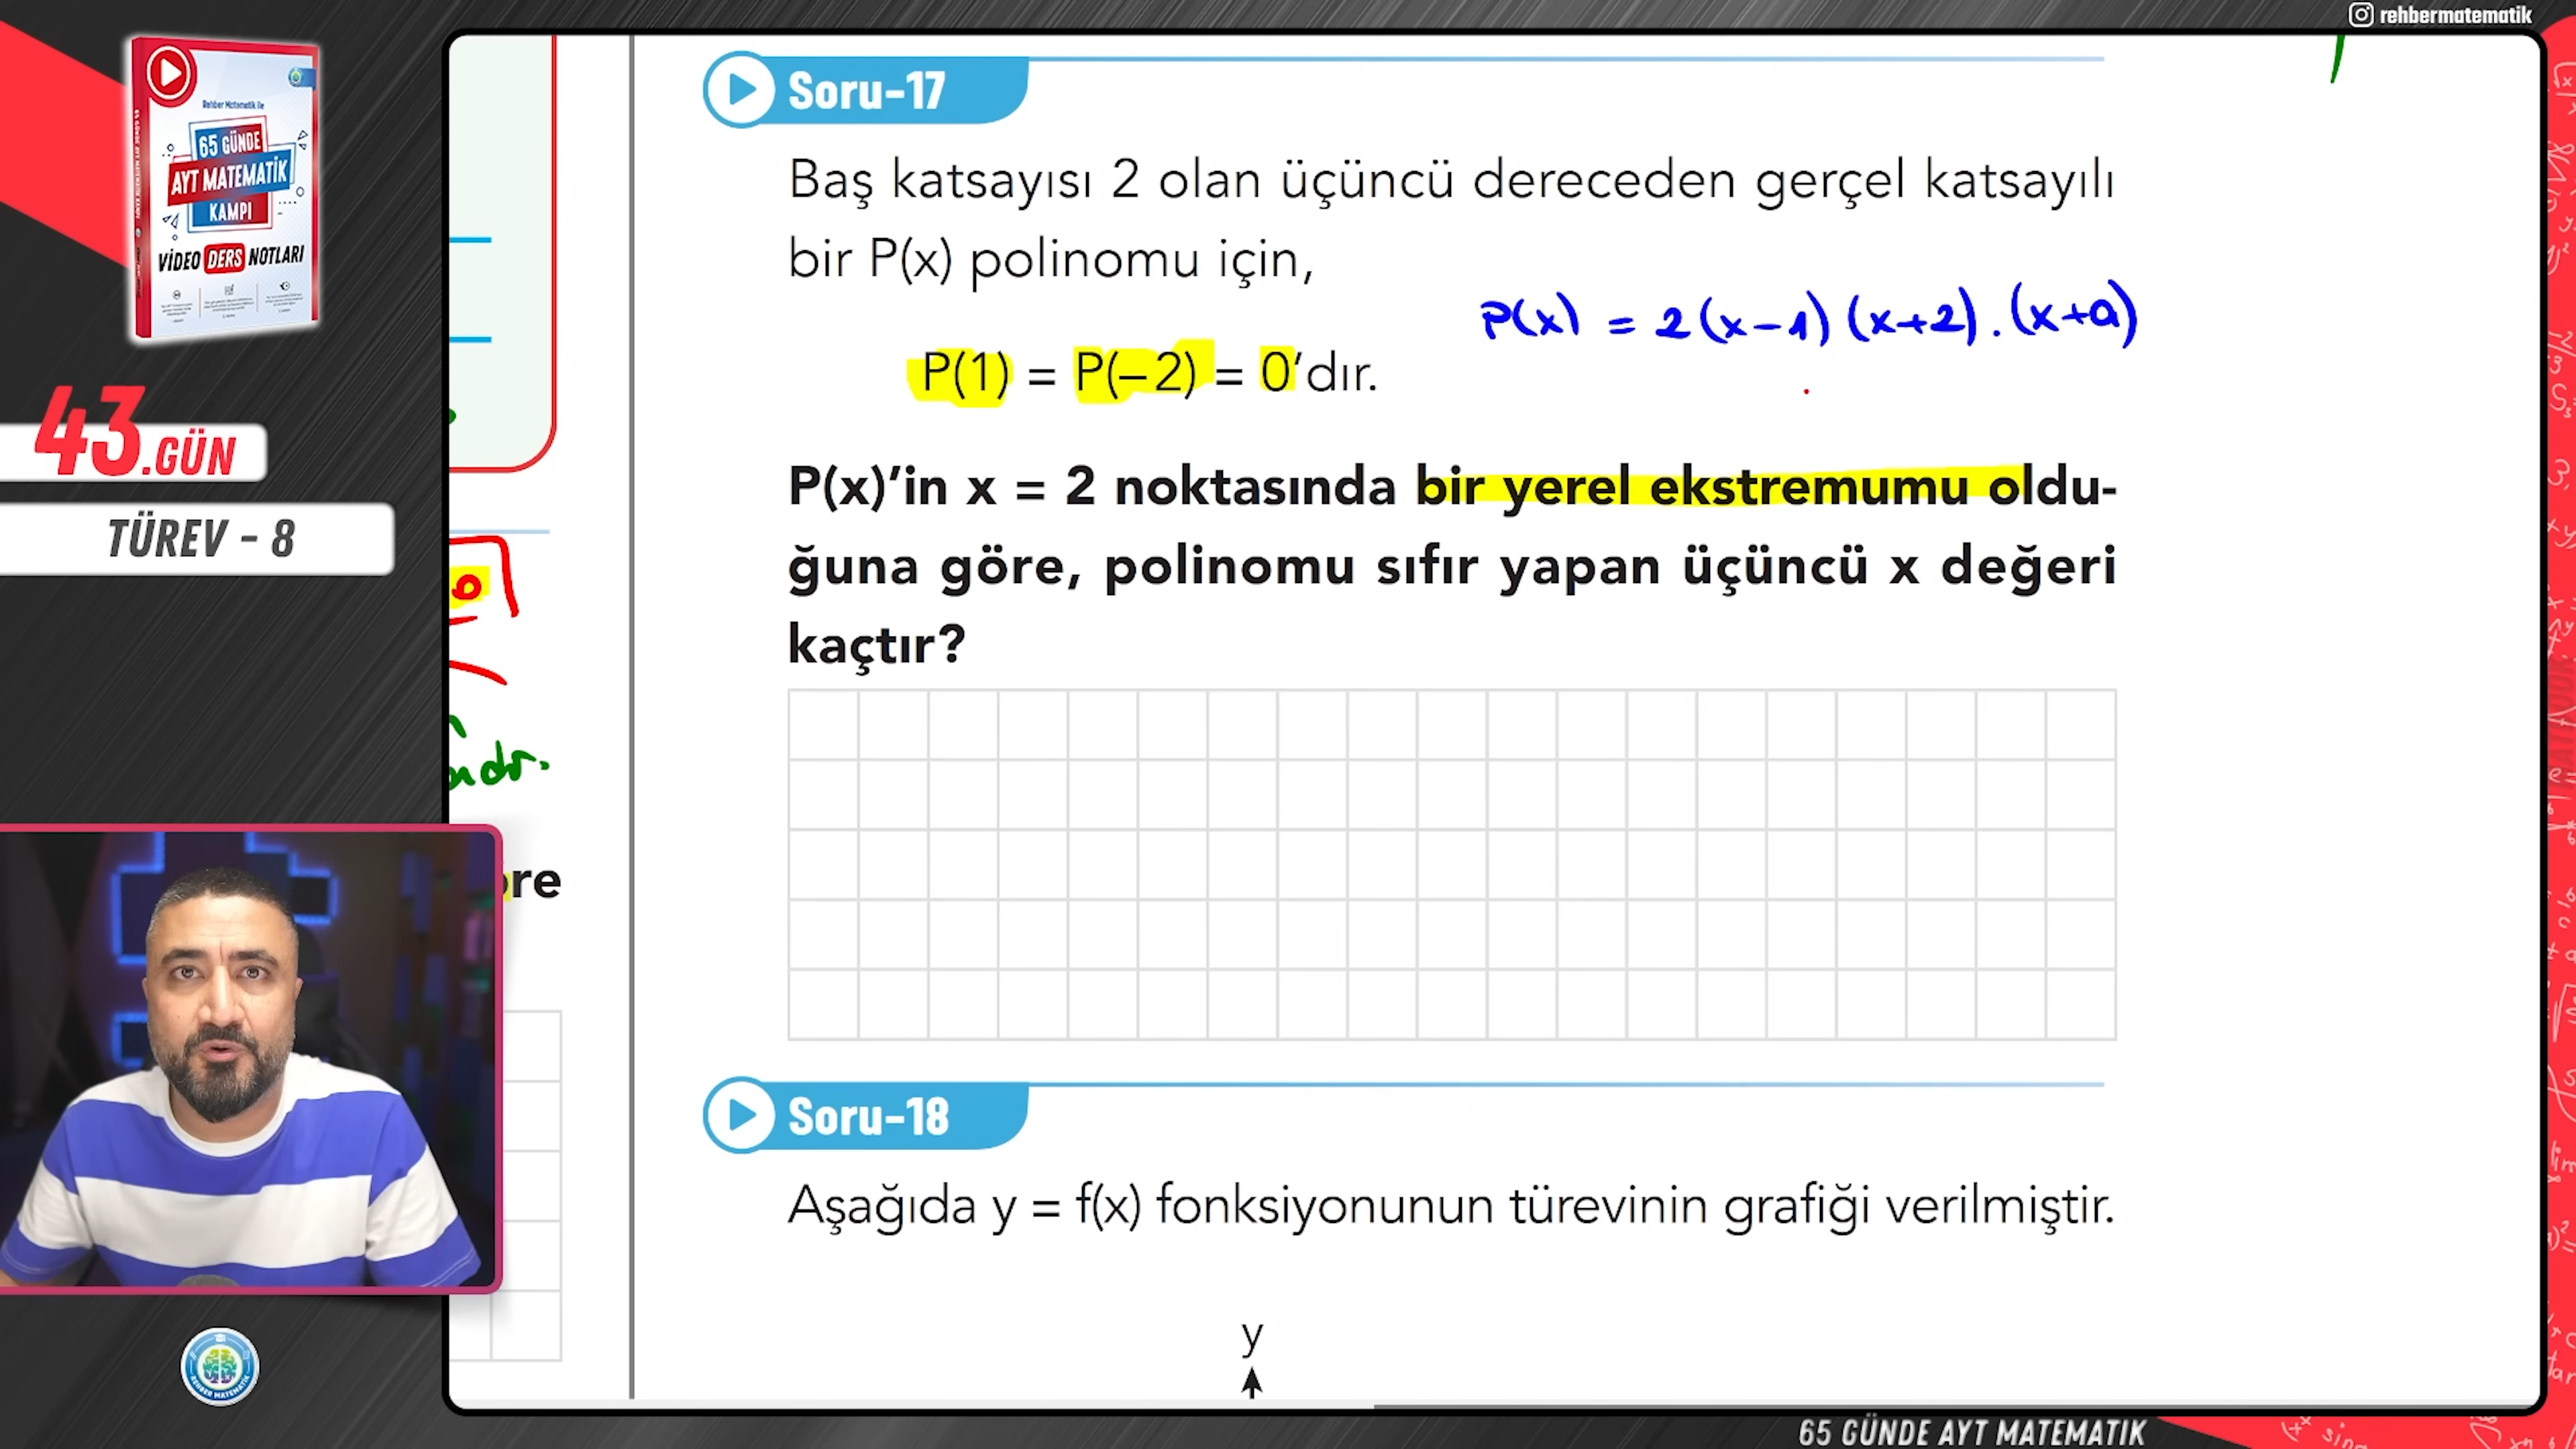 rehbermatematik
Rehber Matematik ile
65 GÜNDE
AYT MATEMATİK
KAMPI
VİDEO DERS NOTLARI
43.GÜN
TÜREV - 8
Soru-17
Baş katsayısı 2 olan üçüncü dereceden gerçel katsayılı
bir P(x) polinomu için,
P(x) = 2(x-1)(x+2).(x+a)
P(1) = P(-2) = 0'dır.
P(x)'in x = 2 noktasında bir yerel ekstremumu oldu-
ğuna göre, polinomu sıfır yapan üçüncü x değeri
kaçtır?
Soru-18
Aşağıda y = f(x) fonksiyonunun türevinin grafiği verilmiştir.
y
REHBER MATEMATİK
65 GÜNDE AYT MATEMATİK